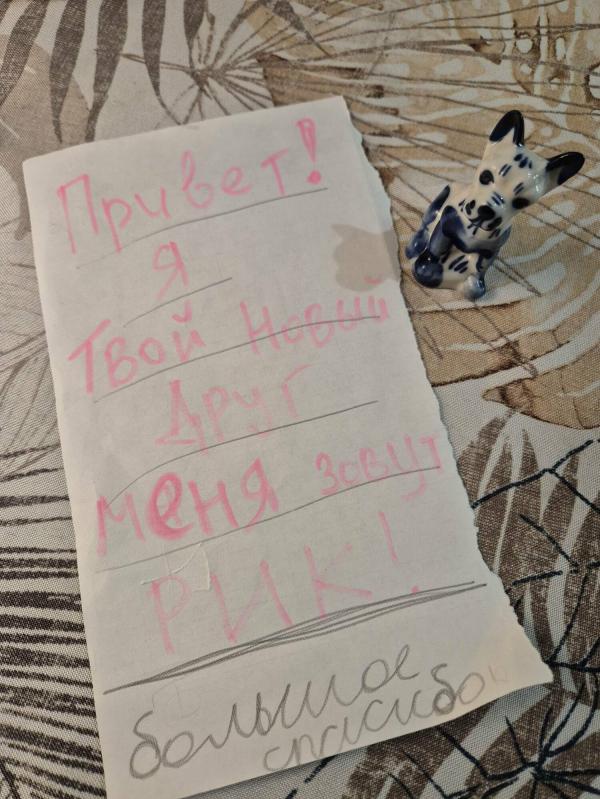 Привет!
я
Твой Новый
Друг
меня зовут
РИК!
большое
спасибо